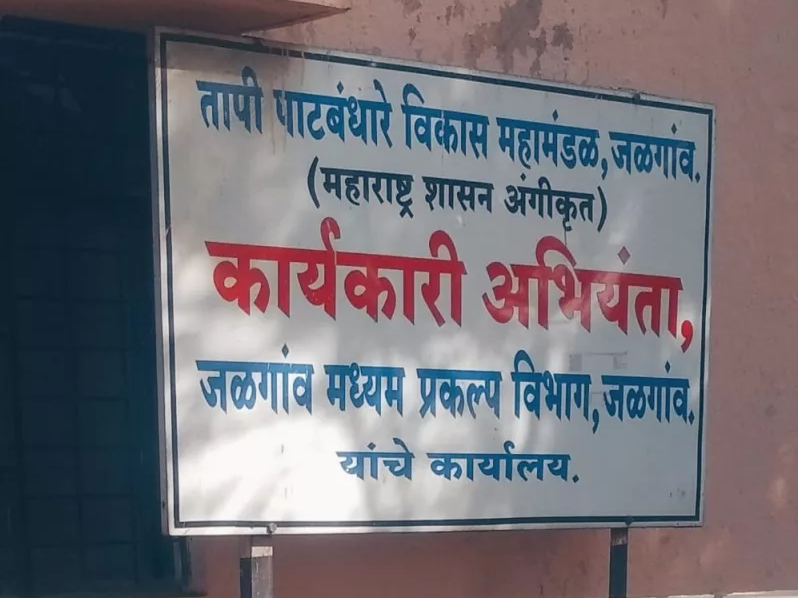 तापी पाटबंधारे विकास महामंडळ, जळगांव.
(महाराष्ट्र शासन अंगीकृत)
कार्यकारी अभियंता,
जळगांव मध्यम प्रकल्प विभाग, जळगांव.
यांचे कार्यालय.